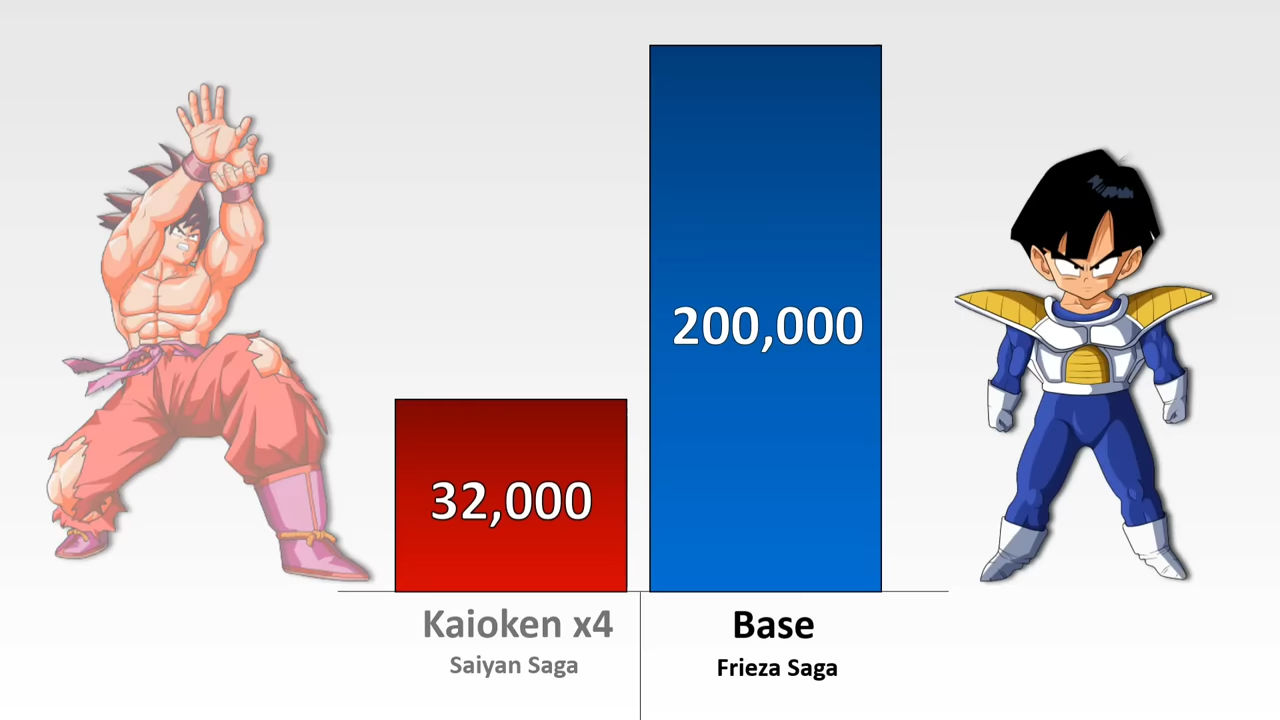 200,000
32,000
Kaioken x4
Saiyan Saga
Base
Frieza Saga